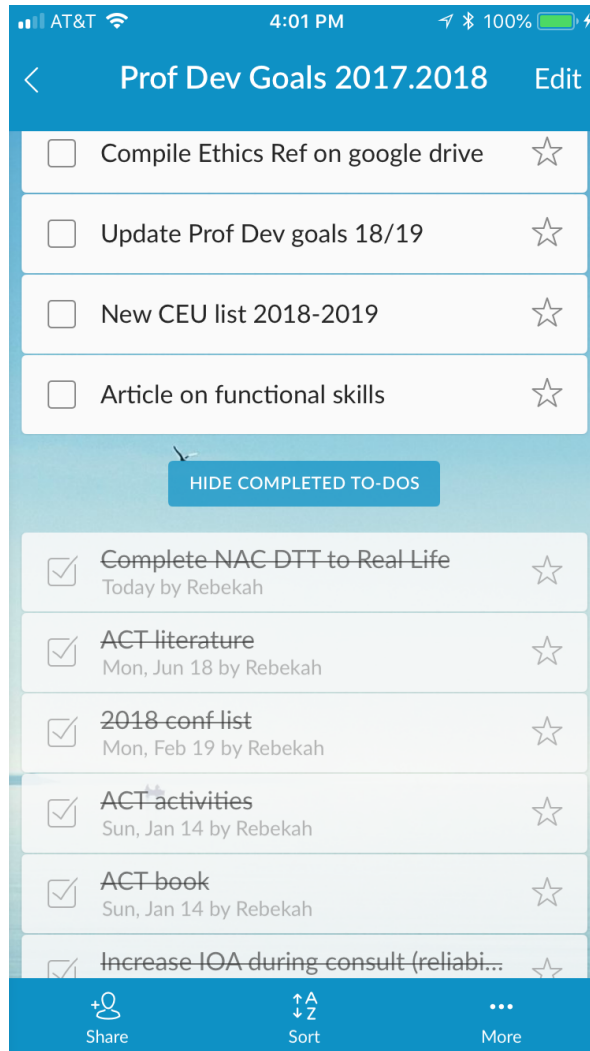 AT&T 4:01 PM 100%
Prof Dev Goals 2017.2018 Edit
Compile Ethics Ref on google drive
Update Prof Dev goals 18/19
New CEU list 2018-2019
Article on functional skills
HIDE COMPLETED TO-DOS
Complete NAC DTT to Real Life
Today by Rebekah
ACT literature
Mon, Jun 18 by Rebekah
2018 conf list
Mon, Feb 19 by Rebekah
ACT activities
Sun, Jan 14 by Rebekah
ACT book
Sun, Jan 14 by Rebekah
Increase IOA during consult (reliabi...
A
Z
Share Sort More